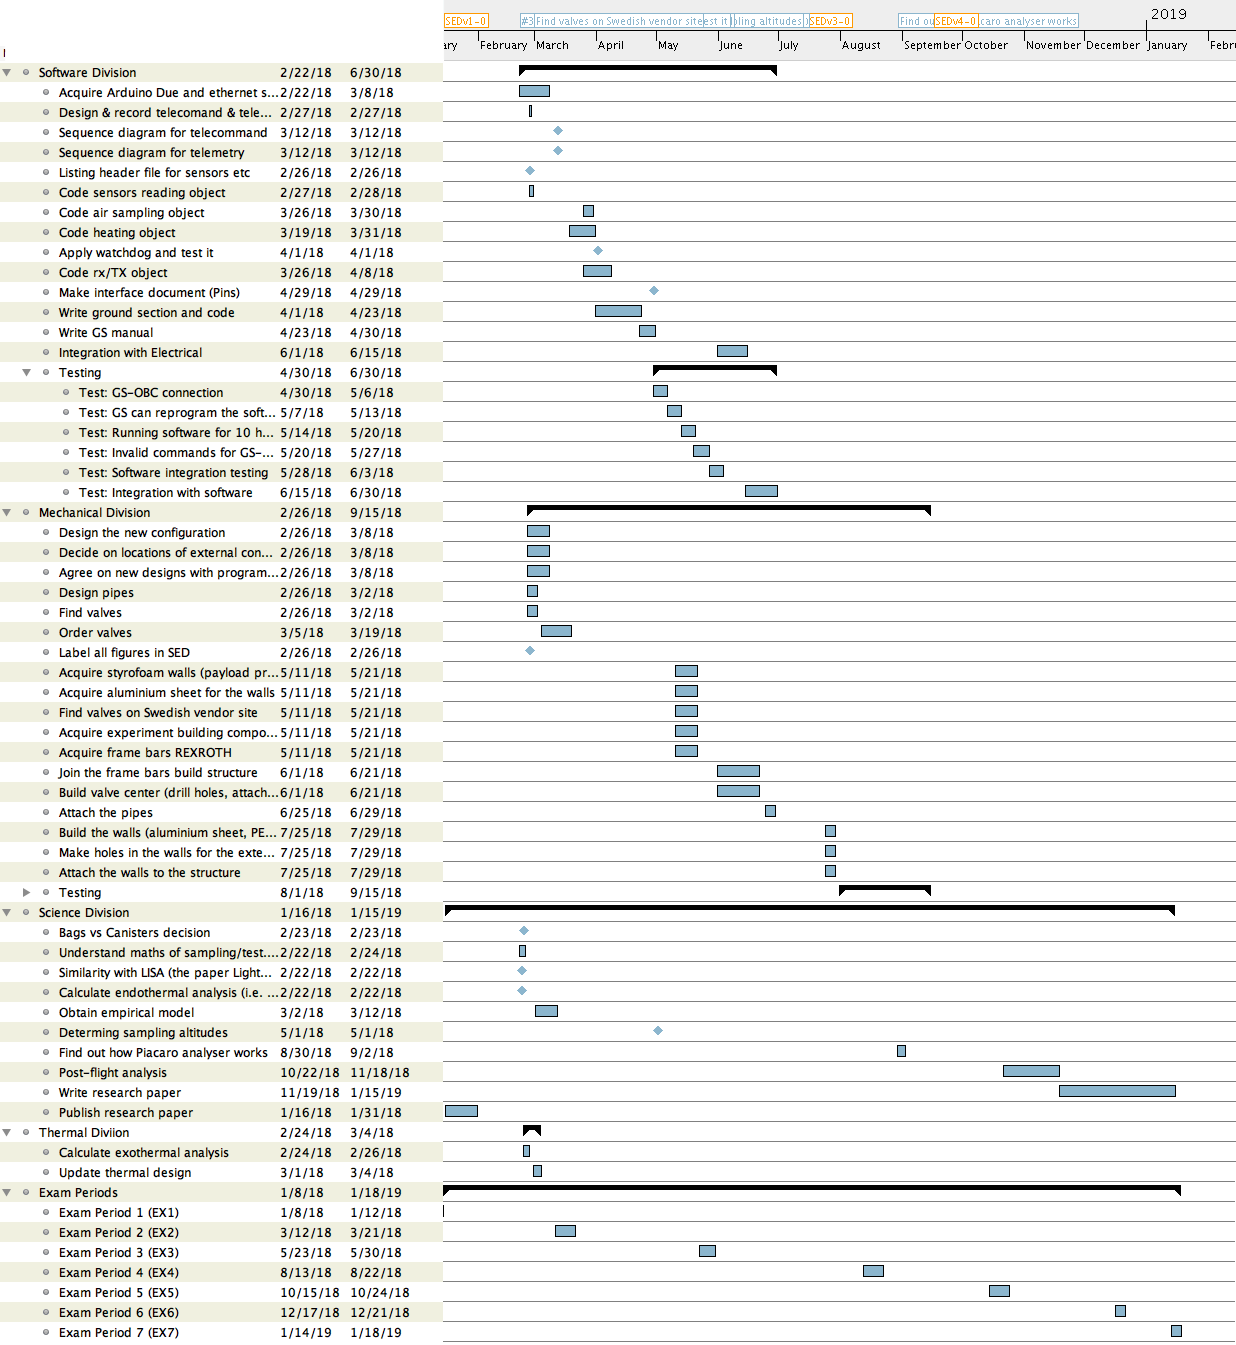 2019
SEDv1-0 #3 Find valves on Swedish vendor site est it pling altitudes SEDv3-0 Find ou SEDv4-0 caro analyser works
ary February March April May June July August September October November December January Febru
Software Division 2/22/18 6/30/18
Acquire Arduino Due and ethernet s... 2/22/18 3/8/18
Design & record telecomand & tele... 2/27/18 2/27/18
Sequence diagram for telecommand 3/12/18 3/12/18
Sequence diagram for telemetry 3/12/18 3/12/18
Listing header file for sensors etc 2/26/18 2/26/18
Code sensors reading object 2/27/18 2/28/18
Code air sampling object 3/26/18 3/30/18
Code heating object 3/19/18 3/31/18
Apply watchdog and test it 4/1/18 4/1/18
Code rx/TX object 3/26/18 4/8/18
Make interface document (Pins) 4/29/18 4/29/18
Write ground section and code 4/1/18 4/23/18
Write GS manual 4/23/18 4/30/18
Integration with Electrical 6/1/18 6/15/18
Testing 4/30/18 6/30/18
Test: GS-OBC connection 4/30/18 5/6/18
Test: GS can reprogram the soft... 5/7/18 5/13/18
Test: Running software for 10 h... 5/14/18 5/20/18
Test: Invalid commands for GS-... 5/20/18 5/27/18
Test: Software integration testing 5/28/18 6/3/18
Test: Integration with software 6/15/18 6/30/18
Mechanical Division 2/26/18 9/15/18
Design the new configuration 2/26/18 3/8/18
Decide on locations of external con... 2/26/18 3/8/18
Agree on new designs with program... 2/26/18 3/8/18
Design pipes 2/26/18 3/2/18
Find valves 2/26/18 3/2/18
Order valves 3/5/18 3/19/18
Label all figures in SED 2/26/18 2/26/18
Acquire styrofoam walls (payload pr... 5/11/18 5/21/18
Acquire aluminium sheet for the walls 5/11/18 5/21/18
Find valves on Swedish vendor site 5/11/18 5/21/18
Acquire experiment building compo... 5/11/18 5/21/18
Acquire frame bars REXROTH 5/11/18 5/21/18
Join the frame bars build structure 6/1/18 6/21/18
Build valve center (drill holes, attach... 6/1/18 6/21/18
Attach the pipes 6/25/18 6/29/18
Build the walls (aluminium sheet, PE... 7/25/18 7/29/18
Make holes in the walls for the exte... 7/25/18 7/29/18
Attach the walls to the structure 7/25/18 7/29/18
Testing 8/1/18 9/15/18
Science Division 1/16/18 1/15/19
Bags vs Canisters decision 2/23/18 2/23/18
Understand maths of sampling/test.... 2/22/18 2/24/18
Similarity with LISA (the paper Light... 2/22/18 2/22/18
Calculate endothermal analysis (i.e. ... 2/22/18 2/22/18
Obtain empirical model 3/2/18 3/12/18
Determing sampling altitudes 5/1/18 5/1/18
Find out how Piacaro analyser works 8/30/18 9/2/18
Post-flight analysis 10/22/18 11/18/18
Write research paper 11/19/18 1/15/19
Publish research paper 1/16/18 1/31/18
Thermal Diviion 2/24/18 3/4/18
Calculate exothermal analysis 2/24/18 2/26/18
Update thermal design 3/1/18 3/4/18
Exam Periods 1/8/18 1/18/19
Exam Period 1 (EX1) 1/8/18 1/12/18
Exam Period 2 (EX2) 3/12/18 3/21/18
Exam Period 3 (EX3) 5/23/18 5/30/18
Exam Period 4 (EX4) 8/13/18 8/22/18
Exam Period 5 (EX5) 10/15/18 10/24/18
Exam Period 6 (EX6) 12/17/18 12/21/18
Exam Period 7 (EX7) 1/14/19 1/18/19